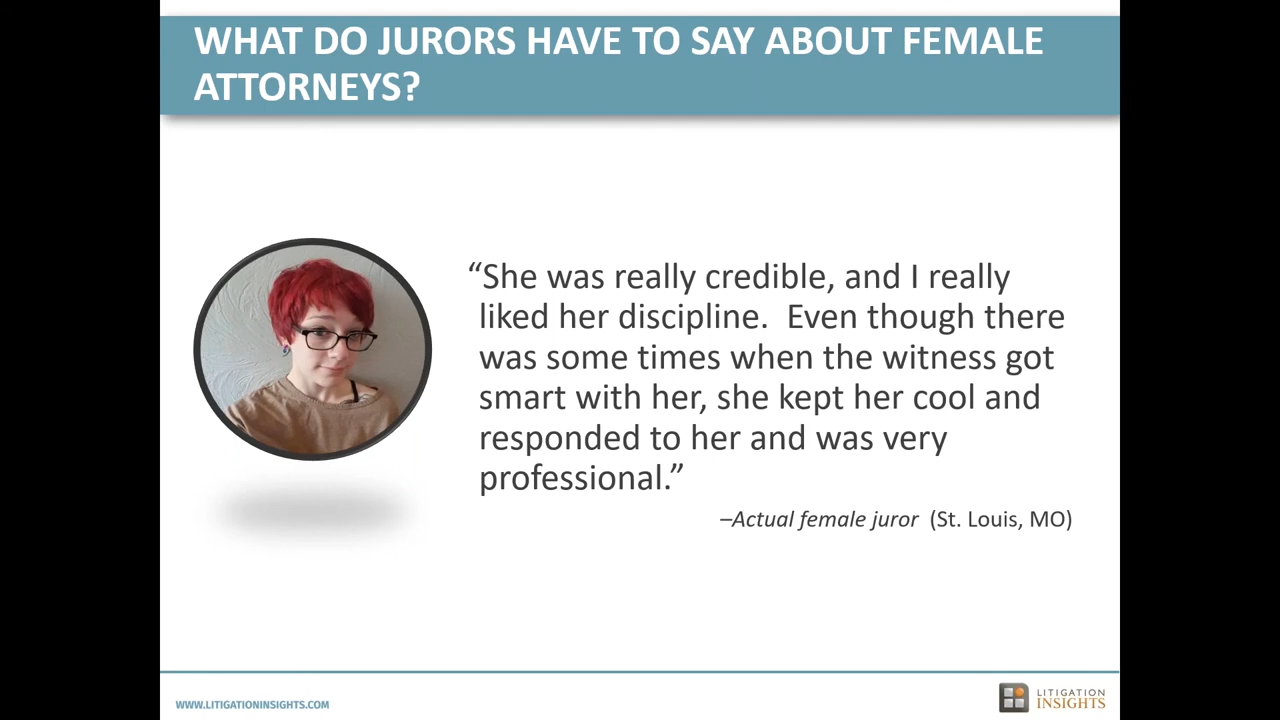 WHAT DO JURORS HAVE TO SAY ABOUT FEMALE
ATTORNEYS?
“She was really credible, and I really
liked her discipline.  Even though there
was some times when the witness got
smart with her, she kept her cool and
responded to her and was very
professional.”
–Actual female juror  (St. Louis, MO)
WWW.LITIGATIONINSIGHTS.COM
LITIGATION
INSIGHTS